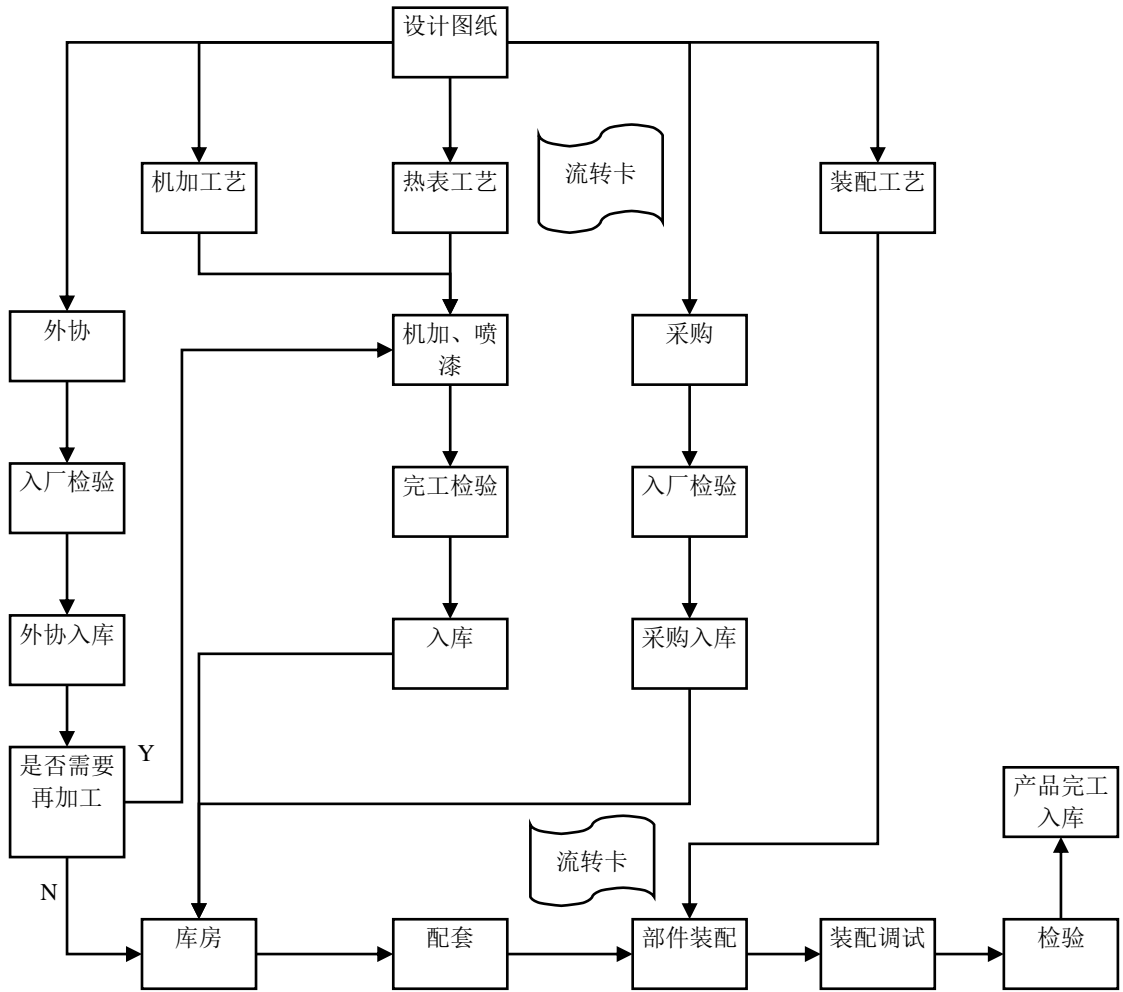 设计图纸
机加工艺
热表工艺
流转卡
装配工艺
外协
机加、喷
漆
采购
入厂检验
完工检验
入厂检验
外协入库
入库
采购入库
是否需要
再加工
Y
N
产品完工
入库
流转卡
库房
配套
部件装配
装配调试
检验